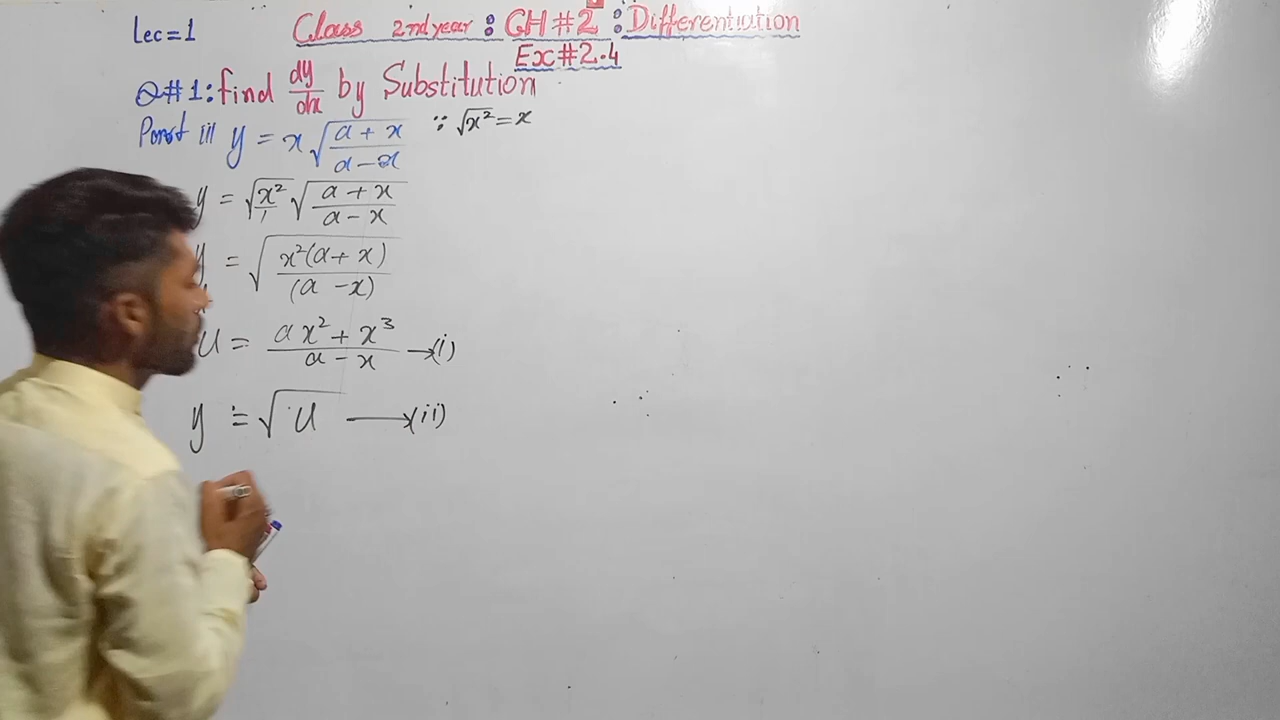 Lec=1 Class 2nd year : CH#2 : Differentiation
Ex#2.4
Q#1: find dy/dx by Substitution
Part iii y = x√((a+x)/(a-x)) ∵ √x² = x
y = √(x²/1) √((a+x)/(a-x))
y = √(x²(a+x)/(a-x))
u = (ax²+x³)/(a-x) →(i)
y = √u →(ii)